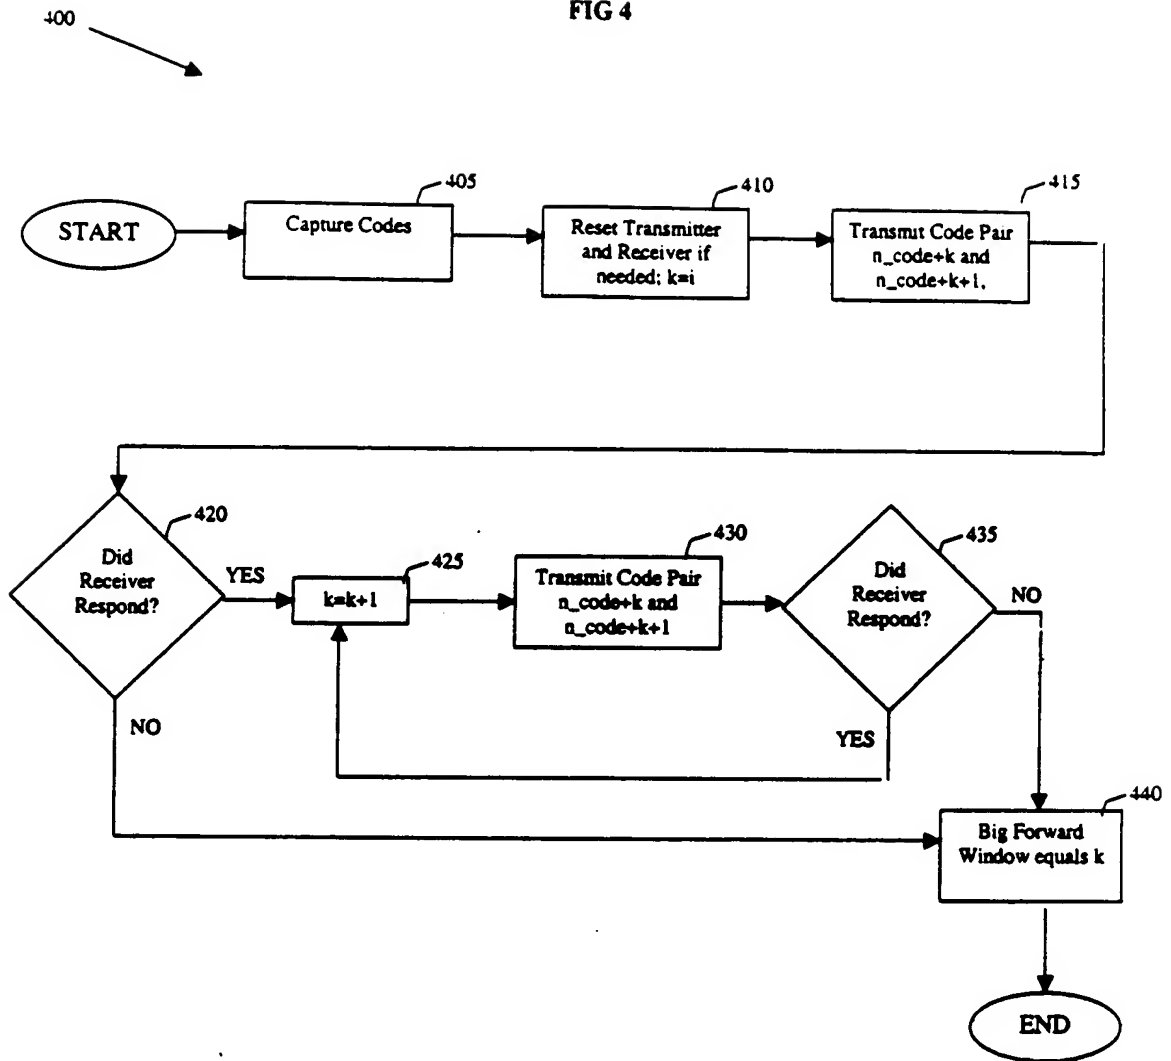 FIG 4
400
START
405
Capture Codes
410
Reset Transmitter
and Receiver if
needed; k=i
415
Transmit Code Pair
n_code+k and
n_code+k+1,
420
Did
Receiver
Respond?
YES
NO
425
k=k+1
430
Transmit Code Pair
n_code+k and
n_code+k+1
435
Did
Receiver
Respond?
NO
YES
440
Big Forward
Window equals k
END